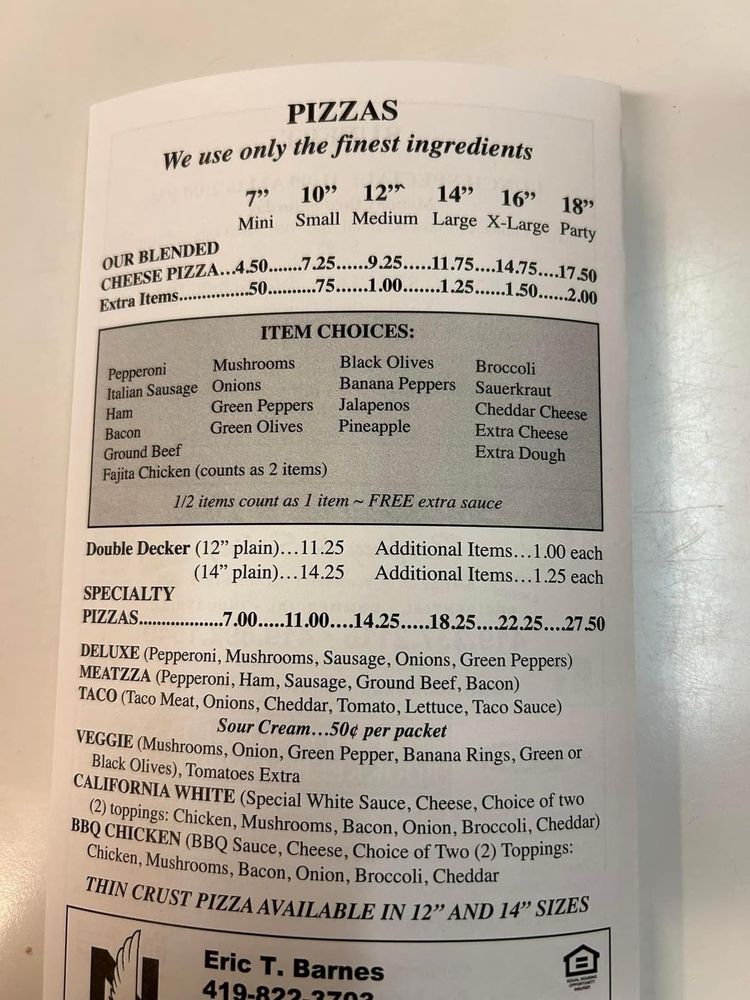 PIZZAS
We use only the finest ingredients
7” 10” 12” 14” 16” 18”
Mini Small Medium Large X-Large Party
OUR BLENDED
CHEESE PIZZA...4.50.......7.25......9.25......11.75....14.75....17.50
Extra Items...............50.........75......1.00......1.25......1.50......2.00
ITEM CHOICES:
Pepperoni Mushrooms Black Olives Broccoli
Italian Sausage Onions Banana Peppers Sauerkraut
Ham Green Peppers Jalapenos Cheddar Cheese
Bacon Green Olives Pineapple Extra Cheese
Ground Beef Extra Dough
Fajita Chicken (counts as 2 items)
1/2 items count as 1 item ~ FREE extra sauce
Double Decker (12” plain)...11.25 Additional Items...1.00 each
(14” plain)...14.25 Additional Items...1.25 each
SPECIALTY
PIZZAS..................7.00.....11.00....14.25.....18.25....22.25....27.50
DELUXE (Pepperoni, Mushrooms, Sausage, Onions, Green Peppers)
MEATZZA (Pepperoni, Ham, Sausage, Ground Beef, Bacon)
TACO (Taco Meat, Onions, Cheddar, Tomato, Lettuce, Taco Sauce)
Sour Cream...50¢ per packet
VEGGIE (Mushrooms, Onion, Green Pepper, Banana Rings, Green or
Black Olives), Tomatoes Extra
CALIFORNIA WHITE (Special White Sauce, Cheese, Choice of two
(2) toppings: Chicken, Mushrooms, Bacon, Onion, Broccoli, Cheddar)
BBQ CHICKEN (BBQ Sauce, Cheese, Choice of Two (2) Toppings:
Chicken, Mushrooms, Bacon, Onion, Broccoli, Cheddar
THIN CRUST PIZZA AVAILABLE IN 12” AND 14” SIZES
Eric T. Barnes
419-822-3703